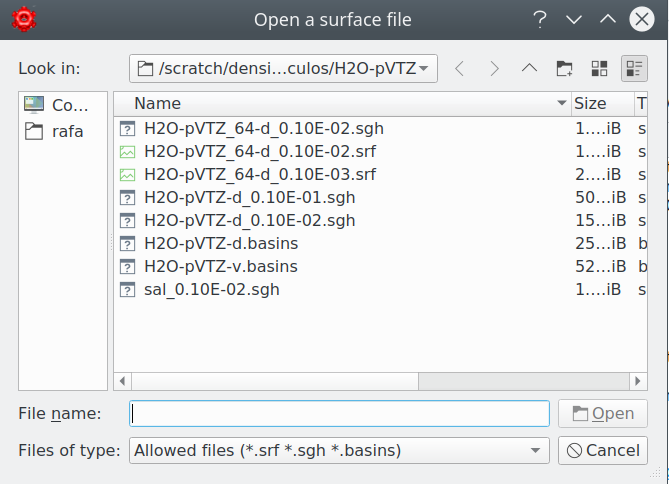 Open a surface file
Look in: /scratch/densi...culos/H2O-pVTZ
Co...
rafa
Name Size T
H2O-pVTZ_64-d_0.10E-02.sgh 1....iB s
H2O-pVTZ_64-d_0.10E-02.srf 1....iB s
H2O-pVTZ_64-d_0.10E-03.srf 2....iB s
H2O-pVTZ-d_0.10E-01.sgh 50...iB s
H2O-pVTZ-d_0.10E-02.sgh 15...iB s
H2O-pVTZ-d.basins 25...iB b
H2O-pVTZ-v.basins 52...iB b
sal_0.10E-02.sgh 1....iB s
File name: Open
Files of type: Allowed files (*.srf *.sgh *.basins) Cancel